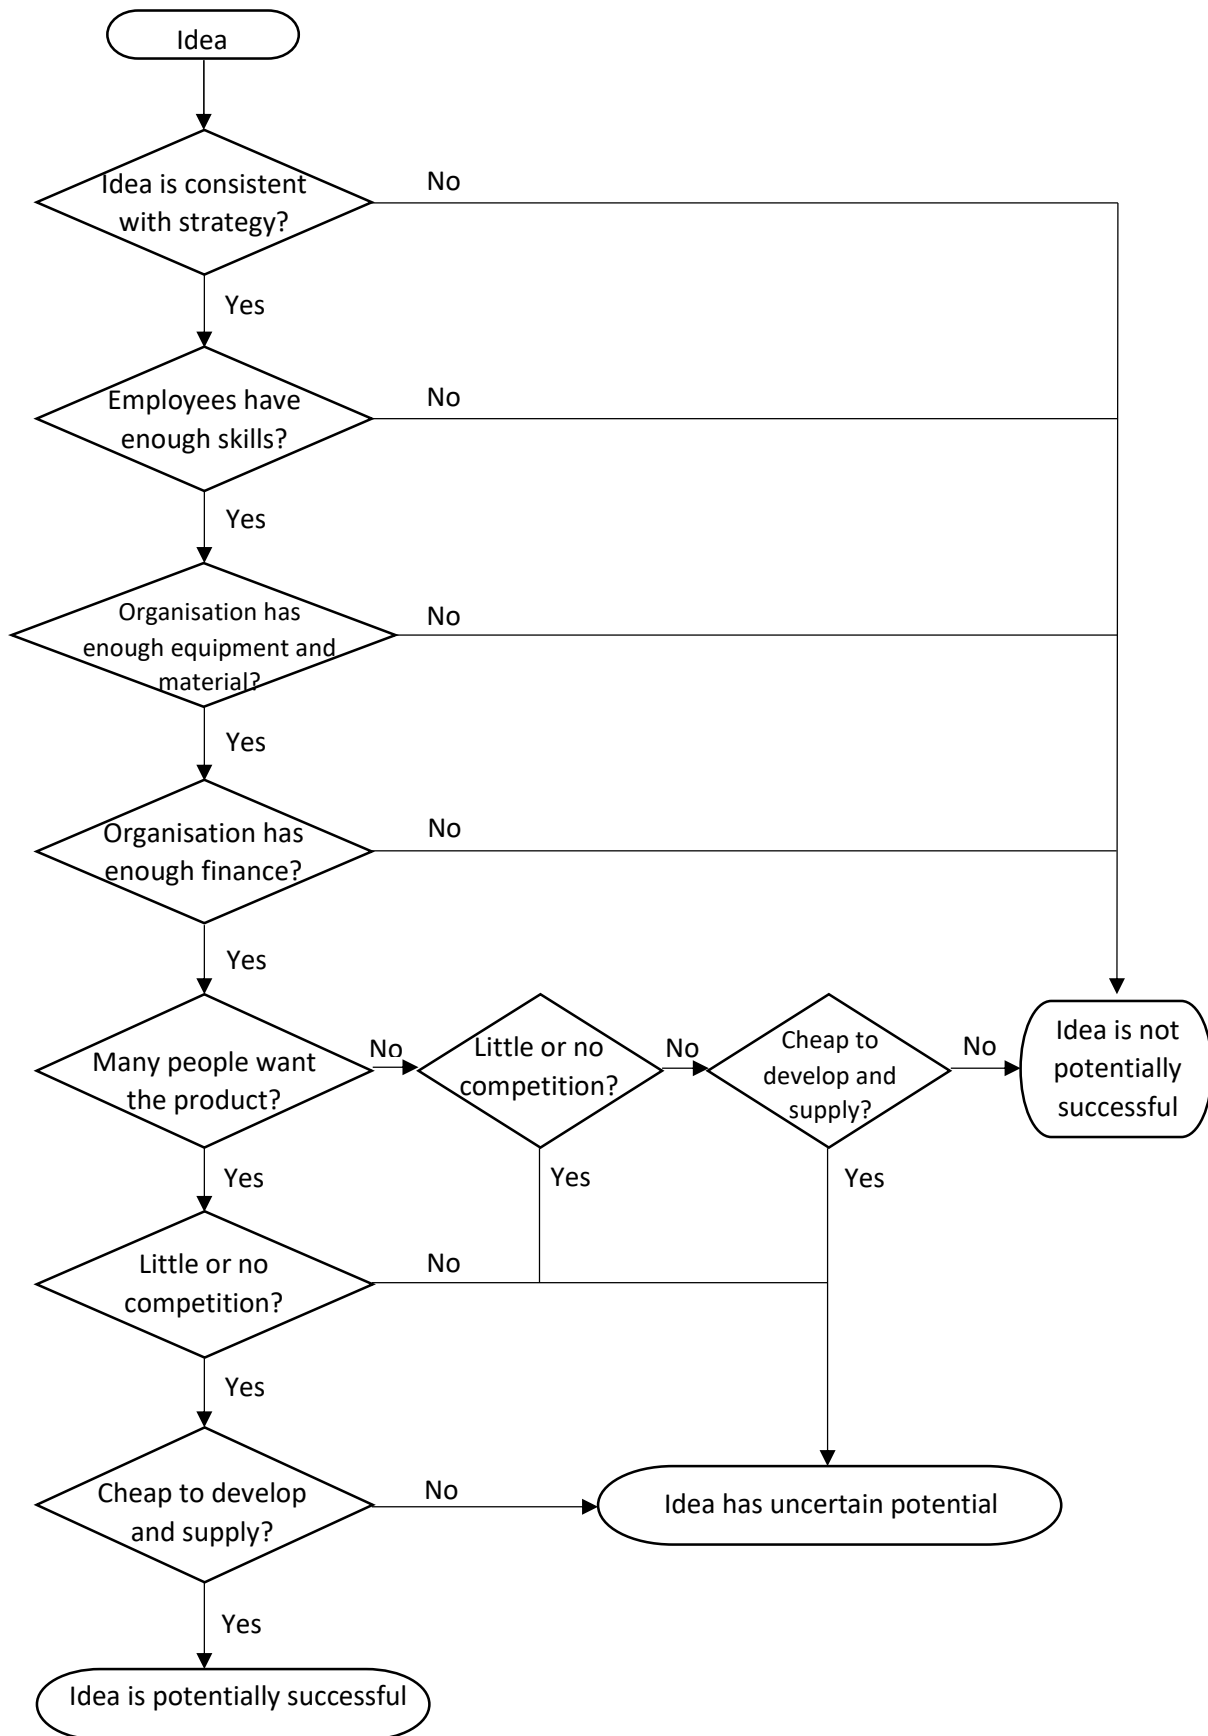 Idea
Idea is consistent
with strategy?
No
Yes
Employees have
enough skills?
No
Yes
Organisation has
enough equipment and
material?
No
Yes
Organisation has
enough finance?
No
Yes
Many people want
the product?
No
Little or no
competition?
No
Cheap to
develop and
supply?
No
Idea is not
potentially
successful
Yes
Yes
Yes
Little or no
competition?
No
Yes
Cheap to develop
and supply?
No
Idea has uncertain potential
Yes
Idea is potentially successful